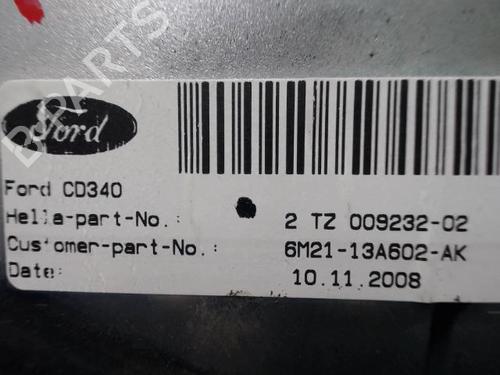 Ford
Ford CD340
Hella-part-No.: 2 TZ 009232-02
Customer-part-No.: 6M21-13A602-AK
Date: 10.11.2008